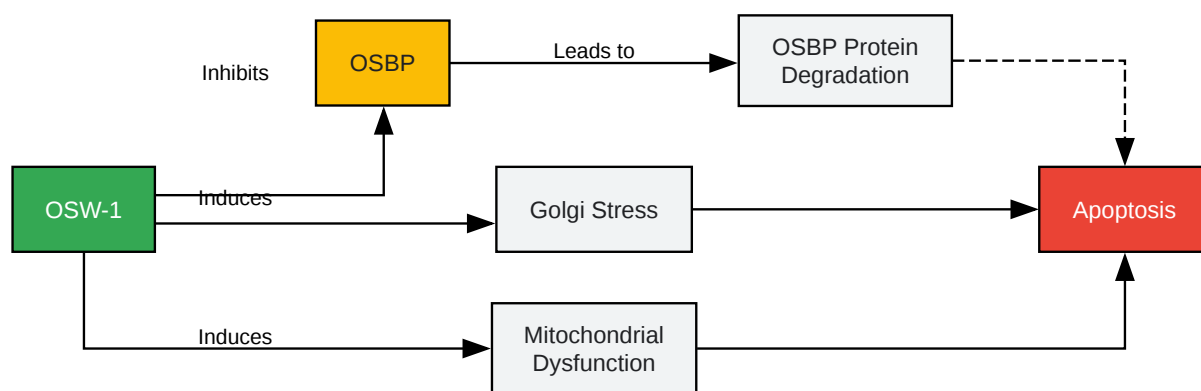 OSBP
Leads to
OSBP Protein
Degradation
Inhibits
OSW-1
Induces
Golgi Stress
Apoptosis
Induces
Mitochondrial
Dysfunction